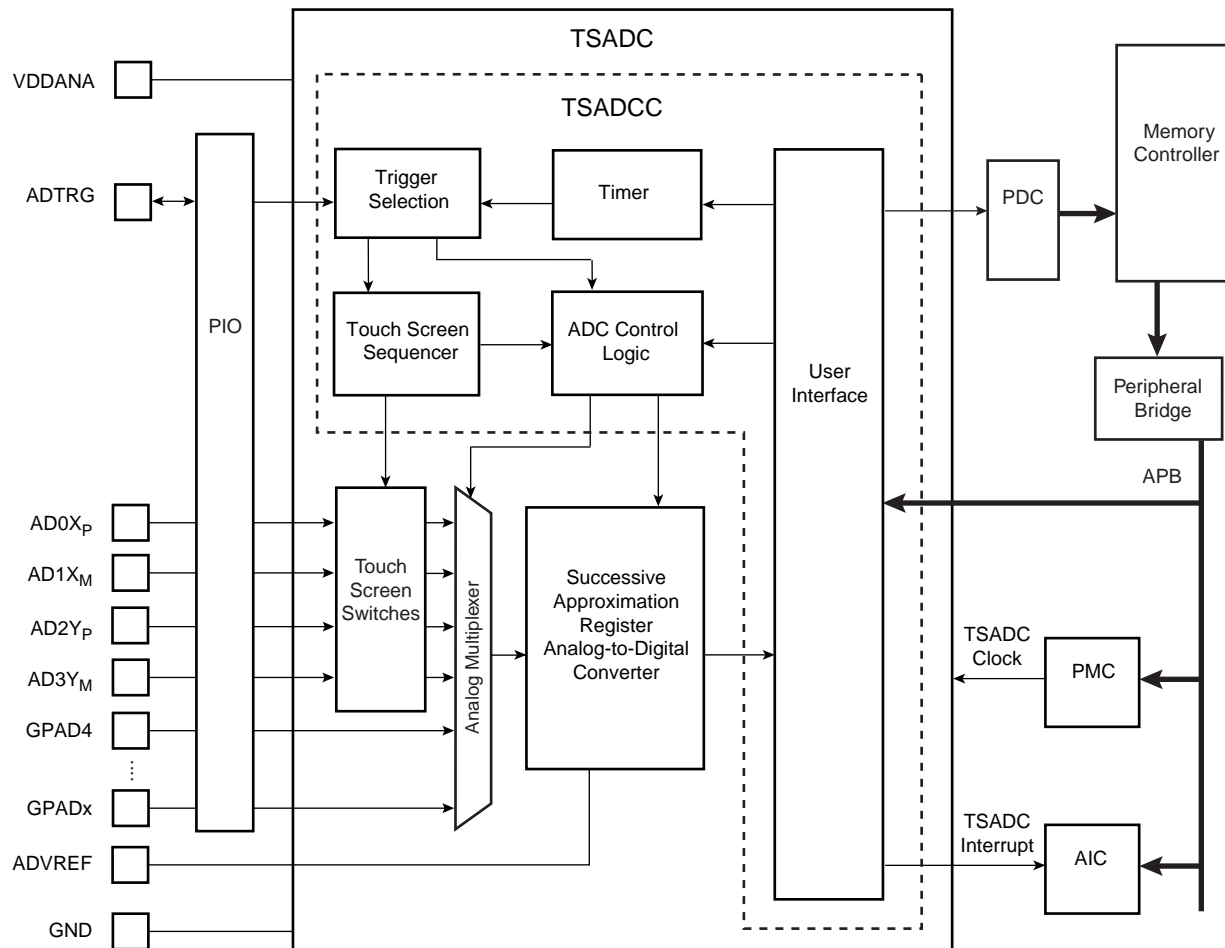 TSADC
VDDANA
TSADCC
Memory
Controller
ADTRG
Trigger
Selection
Timer
PDC
PIO
Touch Screen
Sequencer
ADC Control
Logic
User
Interface
Peripheral
Bridge
APB
AD0XP
AD1XM
AD2YP
AD3YM
GPAD4
GPADx
Touch
Screen
Switches
Analog Multiplexer
Successive
Approximation
Register
Analog-to-Digital
Converter
TSADC
Clock
PMC
TSADC
Interrupt
AIC
ADVREF
GND